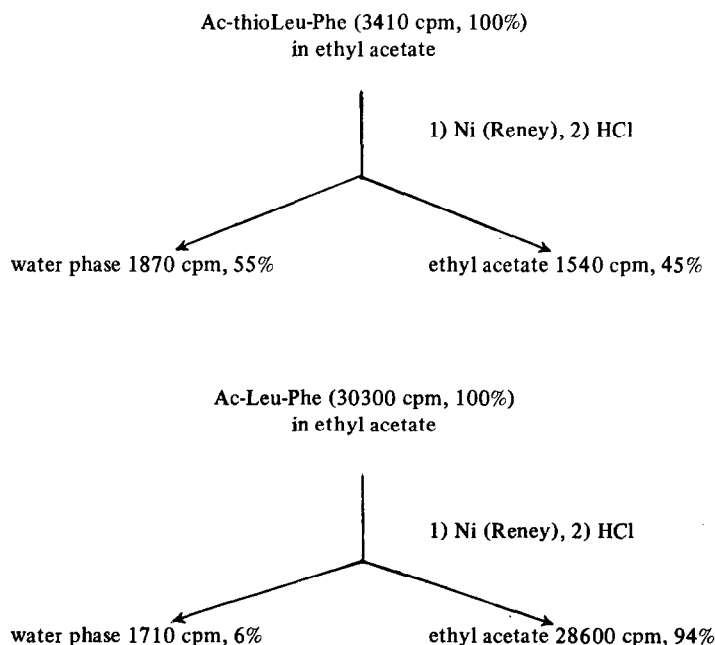 Ac-thioLeu-Phe (3410 cpm, 100%)
in ethyl acetate
1) Ni (Reney), 2) HCl
water phase 1870 cpm, 55%
ethyl acetate 1540 cpm, 45%
Ac-Leu-Phe (30300 cpm, 100%)
in ethyl acetate
1) Ni (Reney), 2) HCl
water phase 1710 cpm, 6%
ethyl acetate 28600 cpm, 94%